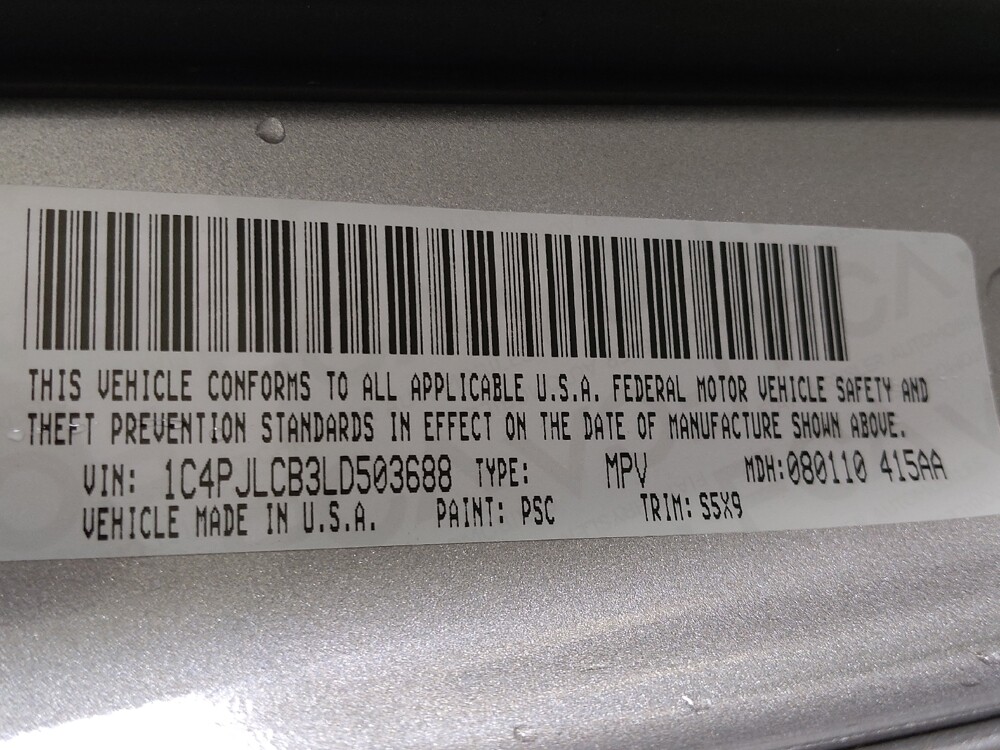 THIS VEHICLE CONFORMS TO ALL APPLICABLE U.S.A. FEDERAL MOTOR VEHICLE SAFETY AND
THEFT PREVENTION STANDARDS IN EFFECT ON THE DATE OF MANUFACTURE SHOWN ABOVE.
VIN: 1C4PJLCB3LD503688 TYPE: MPV MDH:080110 415AA
VEHICLE MADE IN U.S.A. PAINT: PSC TRIM: S5X9